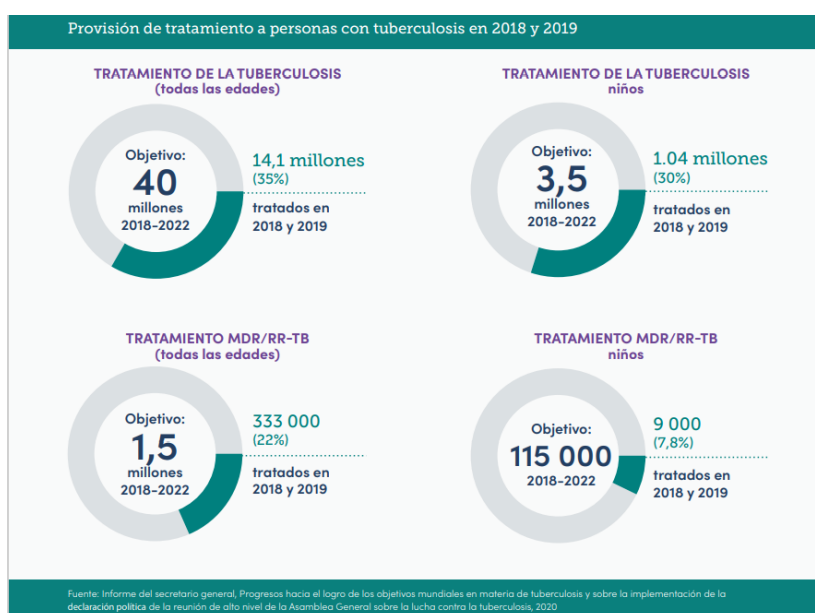 Provisión de tratamiento a personas con tuberculosis en 2018 y 2019
TRATAMIENTO DE LA TUBERCULOSIS
(todas las edades)
Objetivo:
40
millones
2018-2022
14,1 millones
(35%)
tratados en
2018 y 2019
TRATAMIENTO DE LA TUBERCULOSIS
niños
Objetivo:
3,5
millones
2018-2022
1.04 millones
(30%)
tratados en
2018 y 2019
TRATAMIENTO MDR/RR-TB
(todas las edades)
Objetivo:
1,5
millones
2018-2022
333 000
(22%)
tratados en
2018 y 2019
TRATAMIENTO MDR/RR-TB
niños
Objetivo:
115 000
2018-2022
9 000
(7,8%)
tratados en
2018 y 2019
Fuente: Informe del secretario general, Progresos hacia el logro de los objetivos mundiales en materia de tuberculosis y sobre la implementación de la
declaración política de la reunión de alto nivel de la Asamblea General sobre la lucha contra la tuberculosis, 2020